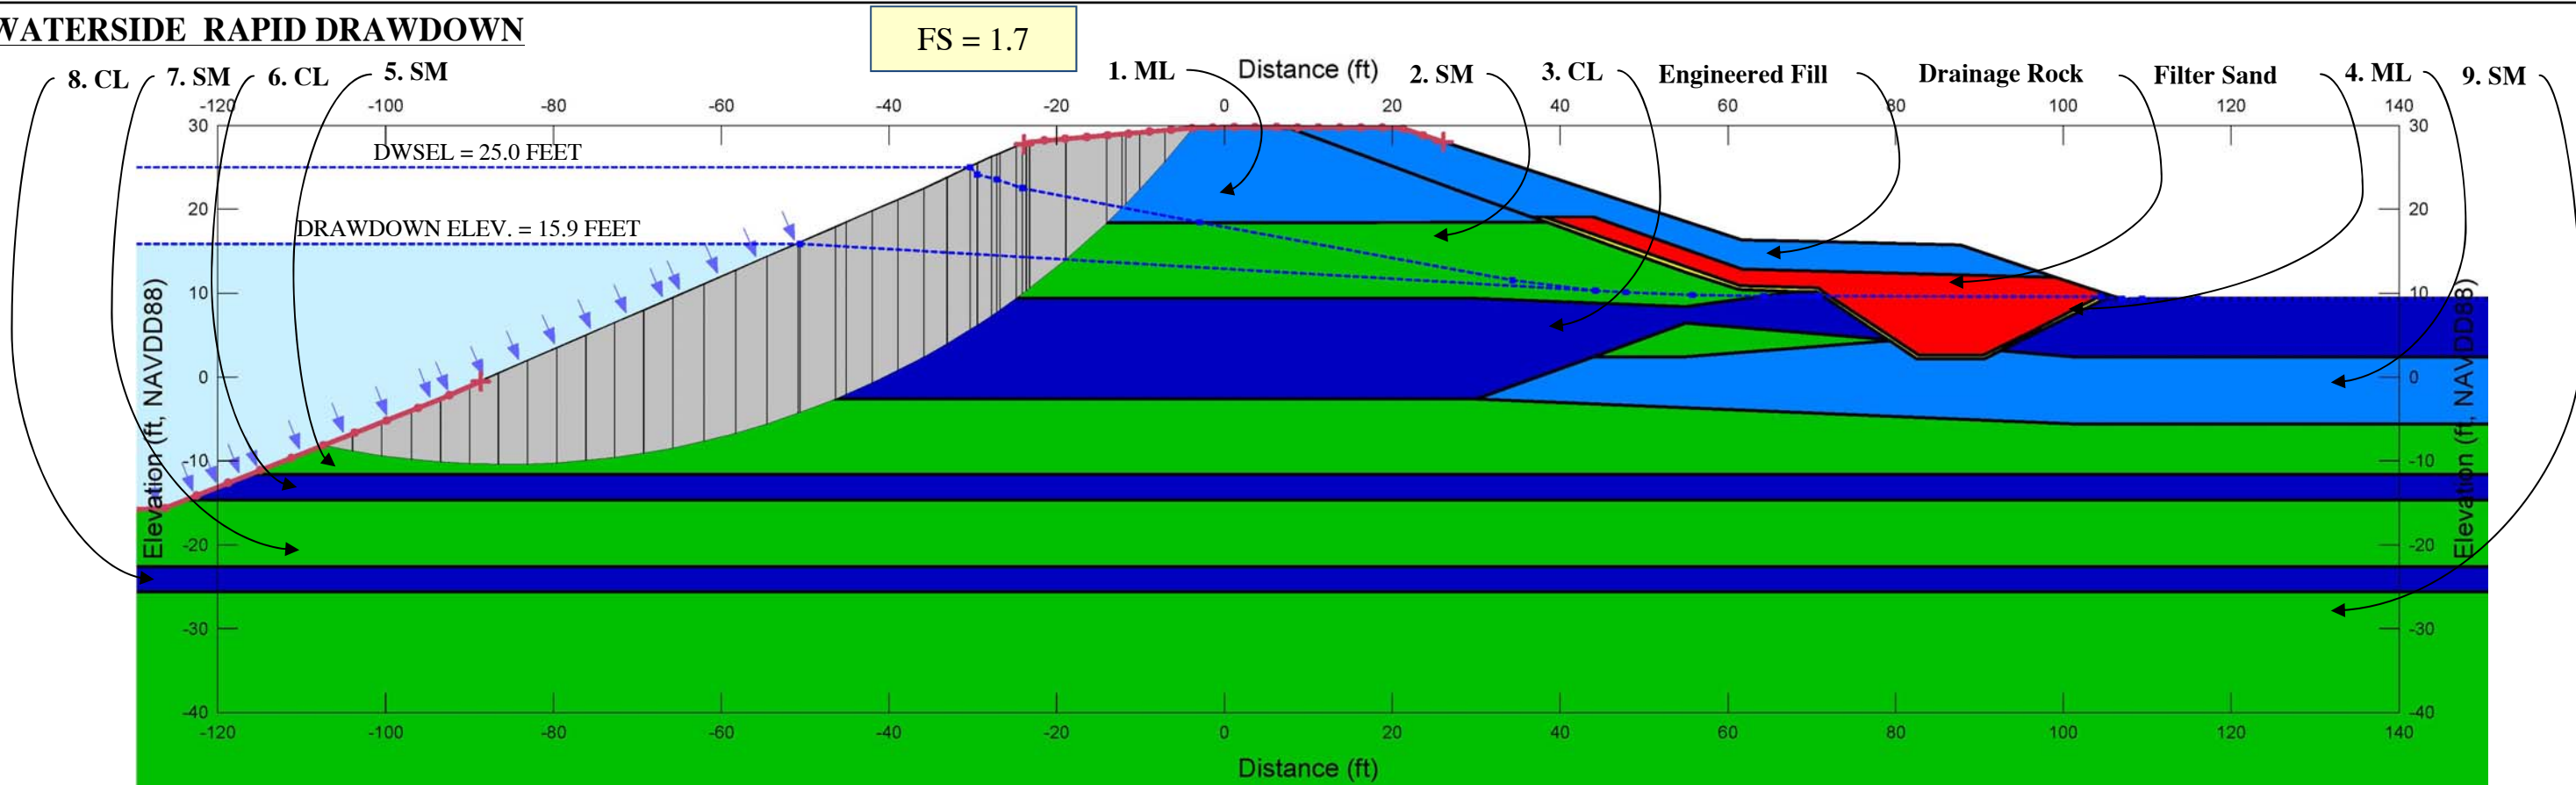 WATERSIDE RAPID DRAWDOWN
FS = 1.7
8. CL 7. SM 6. CL 5. SM 1. ML Distance (ft) 2. SM 3. CL Engineered Fill Drainage Rock Filter Sand 4. ML 9. SM
-120 -100 -80 -60 -40 -20 0 20 40 60 80 100 120 140
30 30
DWSEL = 25.0 FEET
20 20
DRAWDOWN ELEV. = 15.9 FEET
10 10
0 0
-10 -10
-20 -20
-30 -30
-40 -40
Elevation (ft, NAVDD88)
Elevation (ft, NAVDD88)
-120 -100 -80 -60 -40 -20 0 20 40 60 80 100 120 140
Distance (ft)